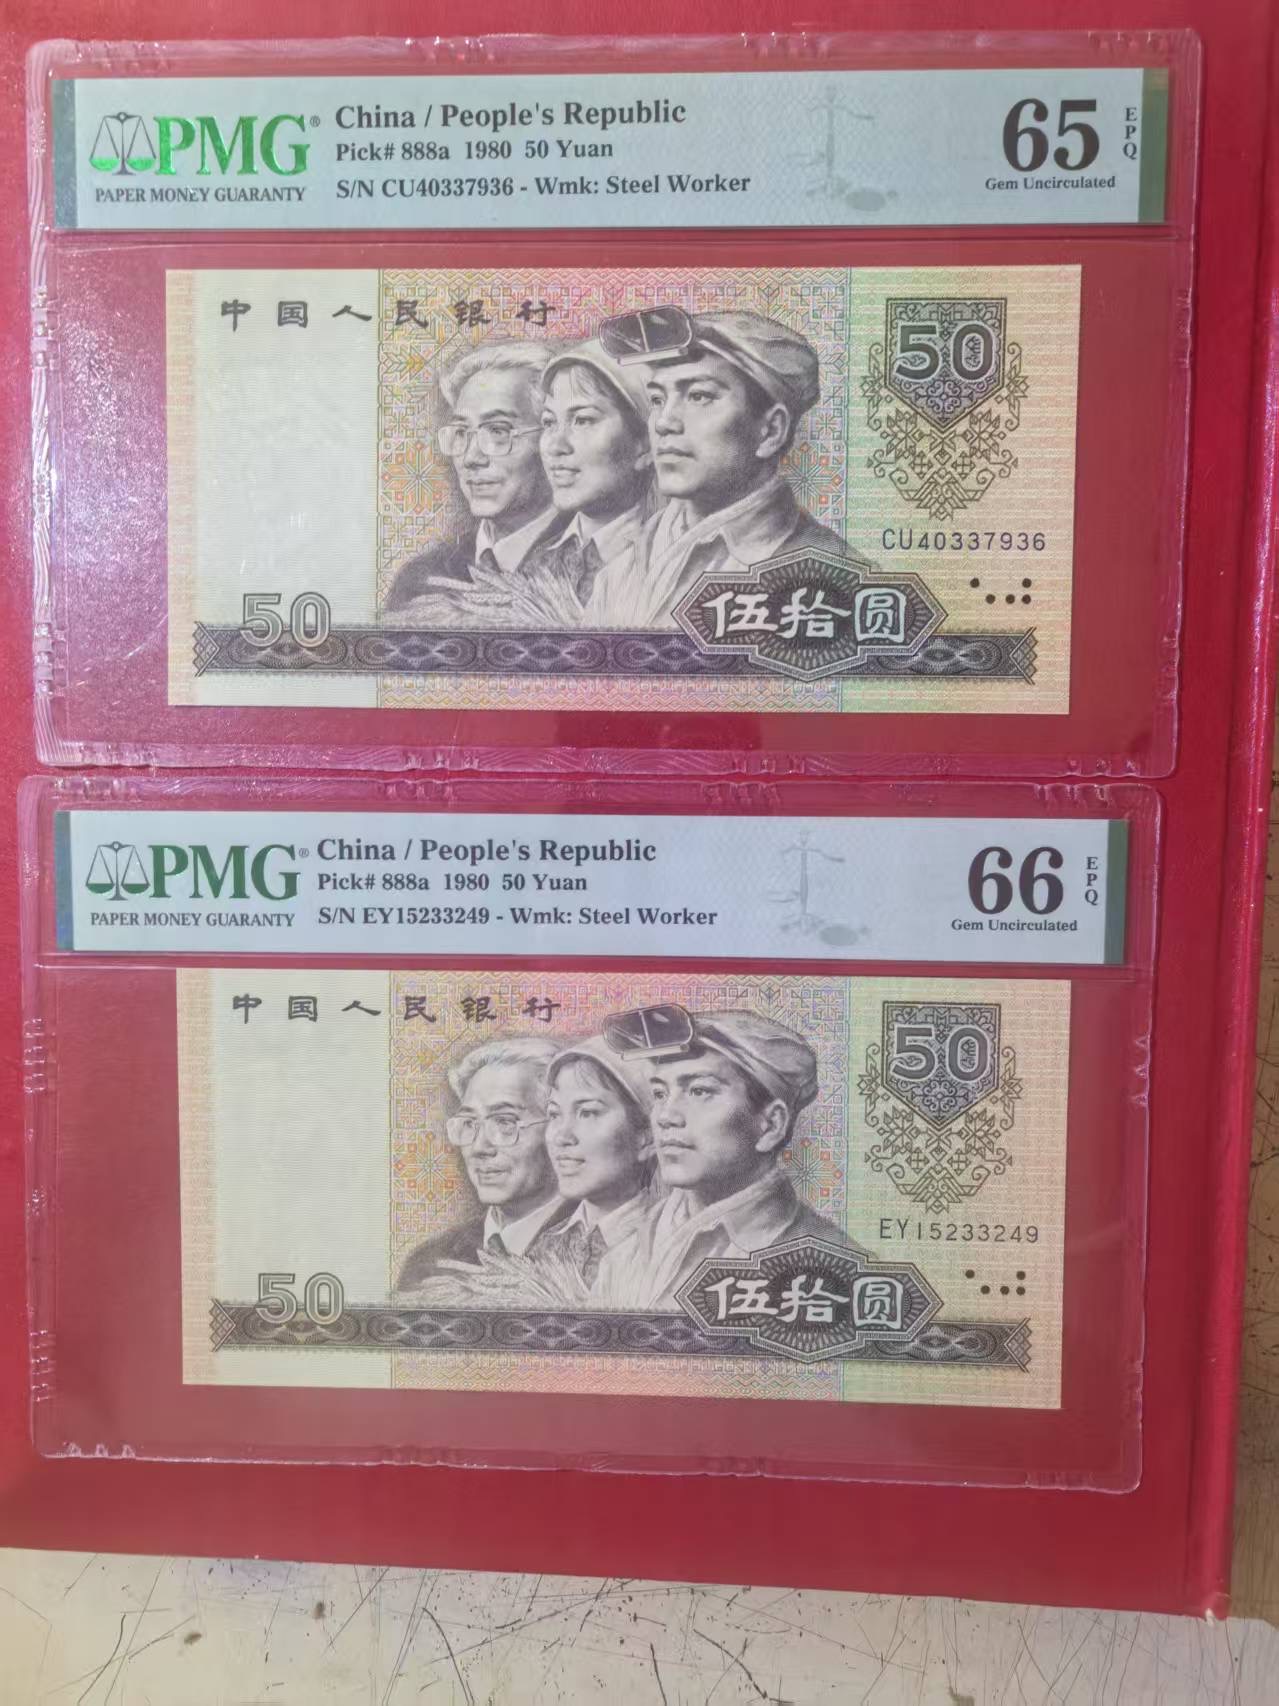 PMG®
PAPER MONEY GUARANTY
China / People's Republic
Pick# 888a 1980 50 Yuan
S/N CU40337936 - Wmk: Steel Worker
65
EPQ
Gem Uncirculated
中国人民银行
50
CU40337936
50
伍拾圆
PMG®
PAPER MONEY GUARANTY
China / People's Republic
Pick# 888a 1980 50 Yuan
S/N EY15233249 - Wmk: Steel Worker
66
EPQ
Gem Uncirculated
中国人民银行
50
EY15233249
50
伍拾圆